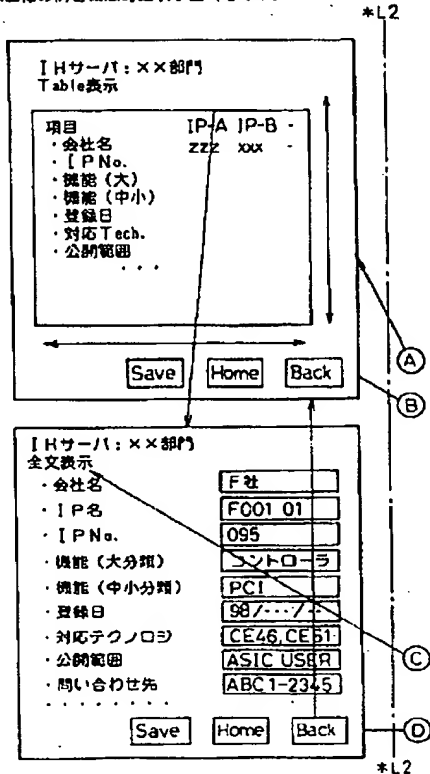 *L2
IHサーバ:××部門
Table表示
項目 IP-A IP-B -
・会社名 zzz xxx -
・IPNo.
・機能(大)
・機能(中小)
・登録日
・対応Tech.
・公開範囲
・・・
A
Save Home Back
B
IHサーバ:××部門
全文表示
・会社名 F社
・IP名 F001 01
・IPNo. 095
・機能(大分類) コントローラ
・機能(中小分類) PCI
・登録日 98/---/--
・対応テクノロジ CE46,CE61
・公開範囲 ASIC USER
C
・問い合わせ先 ABC1-2345
・・・・・・・・
Save Home Back
D
*L2